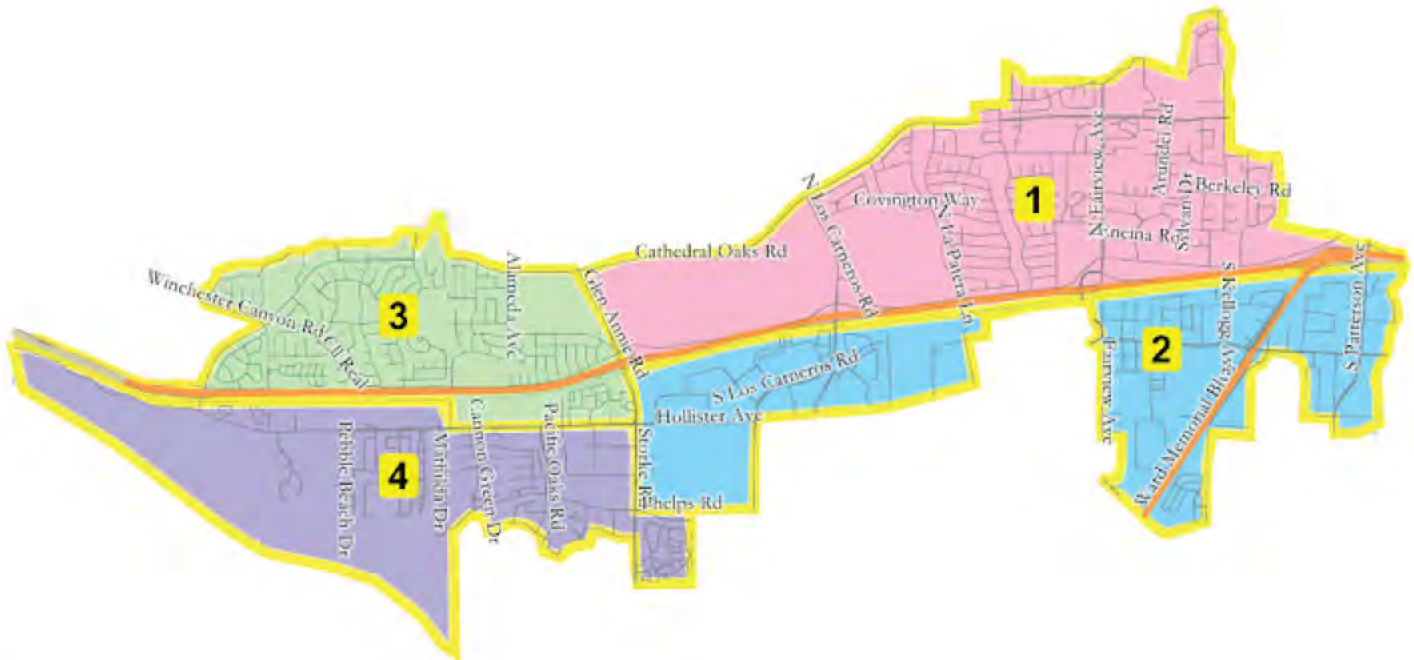 1
N Fairview Ave
Arundel Rd
Berkeley Rd
Sylvan Dr
Encina Rd
Covington Way
N Los Carneros Rd
N La Patera Ln
Cathedral Oaks Rd
Glen Annie Rd
Alameda Ave
3
Winchester Canyon Rd
Cll Real
S Kellogg Ave
S Patterson Ave
2
Fairview Ave
Ward Memorial Blvd
S Los Carneros Rd
Hollister Ave
Storke Rd
Phelps Rd
Pacific Oaks Rd
Cannon Green Dr
4
Pebble Beach Dr